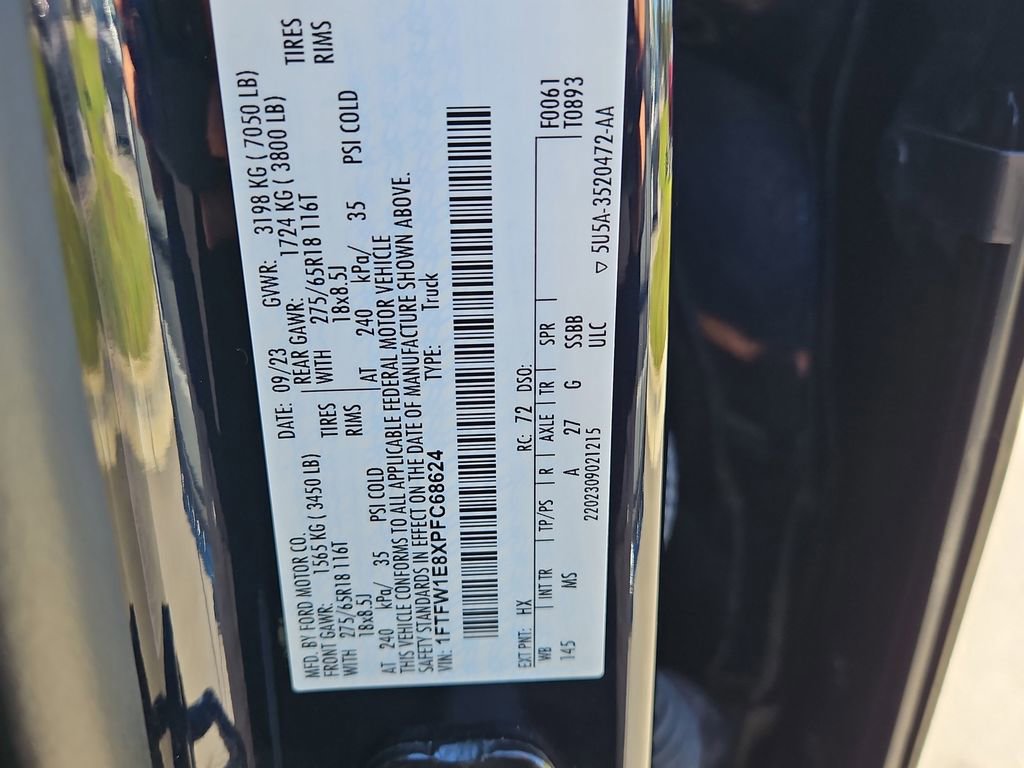 MFD. BY FORD MOTOR CO. DATE: 09/23 GVWR: 3198 KG ( 7050 LB)
FRONT GAWR: 1565 KG ( 3450 LB) REAR GAWR: 1724 KG ( 3800 LB)
WITH 275/65R18 116T TIRES WITH 275/65R18 116T TIRES
18x8.5J RIMS 18x8.5J RIMS
AT 240 kPa/ 35 PSI COLD AT 240 kPa/ 35 PSI COLD
THIS VEHICLE CONFORMS TO ALL APPLICABLE FEDERAL MOTOR VEHICLE
SAFETY STANDARDS IN EFFECT ON THE DATE OF MANUFACTURE SHOWN ABOVE.
VIN: 1FTFW1E8XPFC68624 TYPE: Truck
EXT PNT: HX RC: 72 DSO: F0061
WB INT TR TP/PS R AXLE TR SPR T0893
145 MS A 27 G SSBB
2202309021215 ULC ▽ 5U5A-3520472-AA